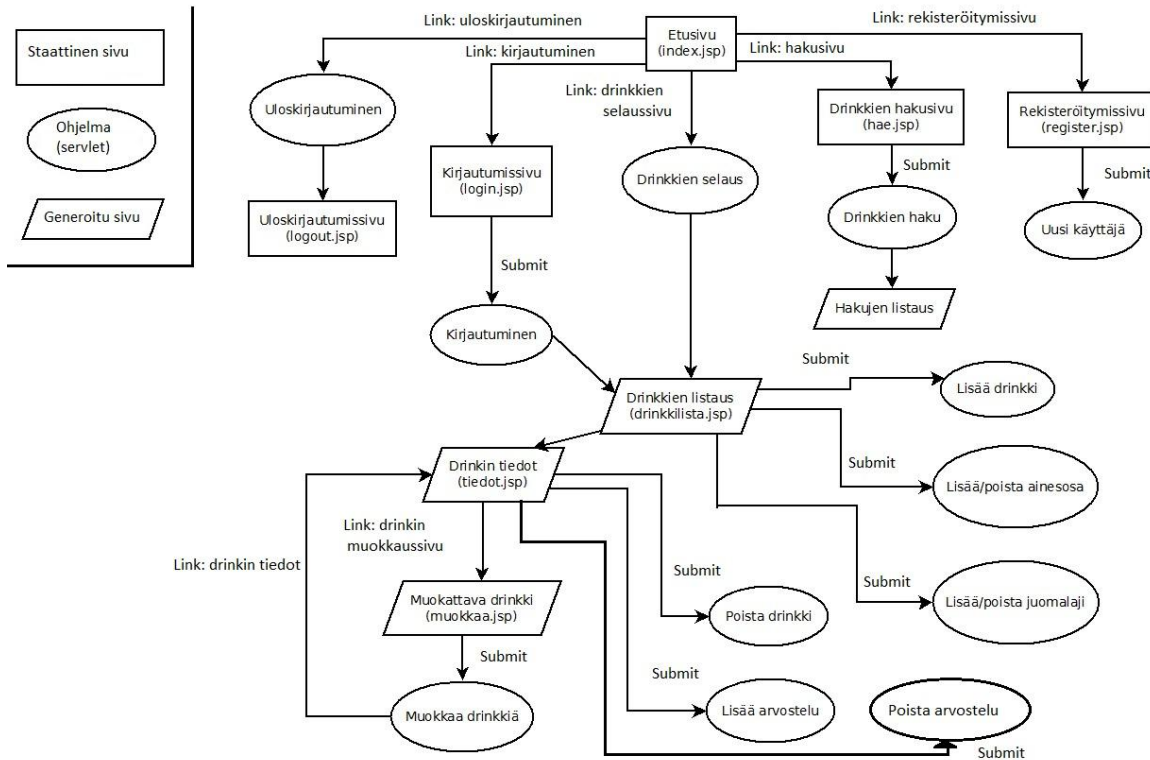 Staattinen sivu
Ohjelma
(servlet)
Generoitu sivu
Link: uloskirjautuminen
Etusivu
(index.jsp)
Link: rekisteröitymissivu
Link: kirjautuminen
Link: hakusivu
Link: drinkkien
selaussivu
Uloskirjautuminen
Drinkkien hakusivu
(hae.jsp)
Rekisteröitymissivu
(register.jsp)
Kirjautumissivu
(login.jsp)
Drinkkien selaus
Submit
Submit
Uloskirjautumissivu
(logout.jsp)
Drinkkien haku
Uusi käyttäjä
Submit
Hakujen listaus
Kirjautuminen
Submit
Drinkkien listaus
(drinkkilista.jsp)
Lisää drinkki
Drinkin tiedot
(tiedot.jsp)
Submit
Lisää/poista ainesosa
Link: drinkin
muokkaussivu
Link: drinkin tiedot
Submit
Submit
Muokattava drinkki
(muokkaa.jsp)
Poista drinkki
Lisää/poista juomalaji
Submit
Submit
Muokkaa drinkkiä
Lisää arvostelu
Poista arvostelu
Submit